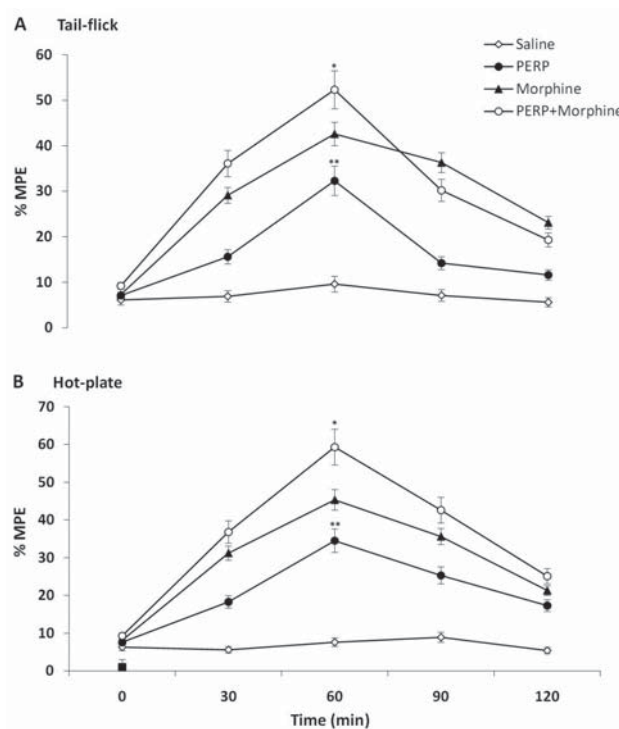 A Tail-flick
Saline
PERP
Morphine
PERP+Morphine
% MPE
60
50
40
30
20
10
0
*
**
B Hot-plate
% MPE
70
60
50
40
30
20
10
0
*
**
0 30 60 90 120
Time (min)